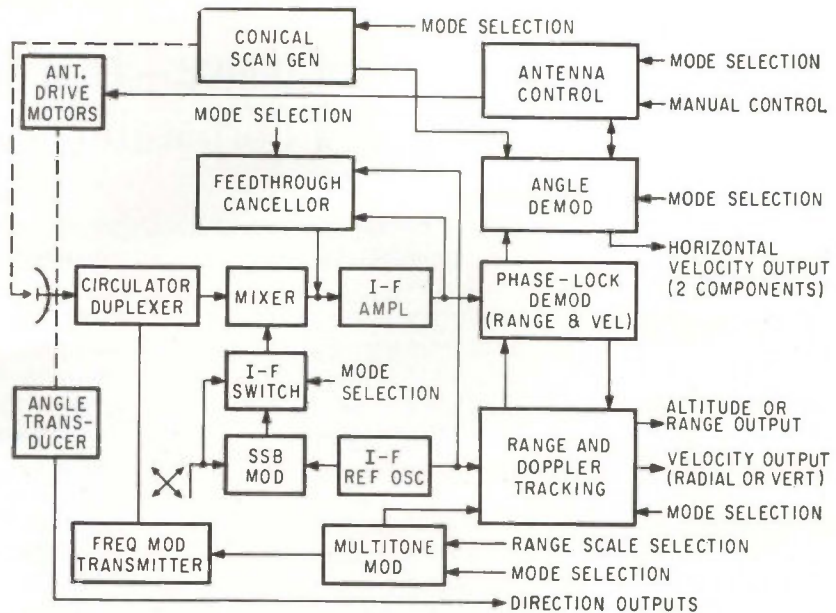 CONICAL
SCAN GEN
MODE SELECTION
ANT.
DRIVE
MOTORS
ANTENNA
CONTROL
MODE SELECTION
MANUAL CONTROL
MODE SELECTION
FEEDTHROUGH
CANCELLOR
ANGLE
DEMOD
MODE SELECTION
HORIZONTAL
VELOCITY OUTPUT
(2 COMPONENTS)
CIRCULATOR
DUPLEXER
MIXER
I-F
AMPL
PHASE-LOCK
DEMOD
(RANGE & VEL)
I-F
SWITCH
MODE
SELECTION
ANGLE
TRANS-
DUCER
SSB
MOD
I-F
REF OSC
RANGE AND
DOPPLER
TRACKING
ALTITUDE OR
RANGE OUTPUT
VELOCITY OUTPUT
(RADIAL OR VERT)
MODE SELECTION
FREQ MOD
TRANSMITTER
MULTITONE
MOD
RANGE SCALE SELECTION
MODE SELECTION
DIRECTION OUTPUTS